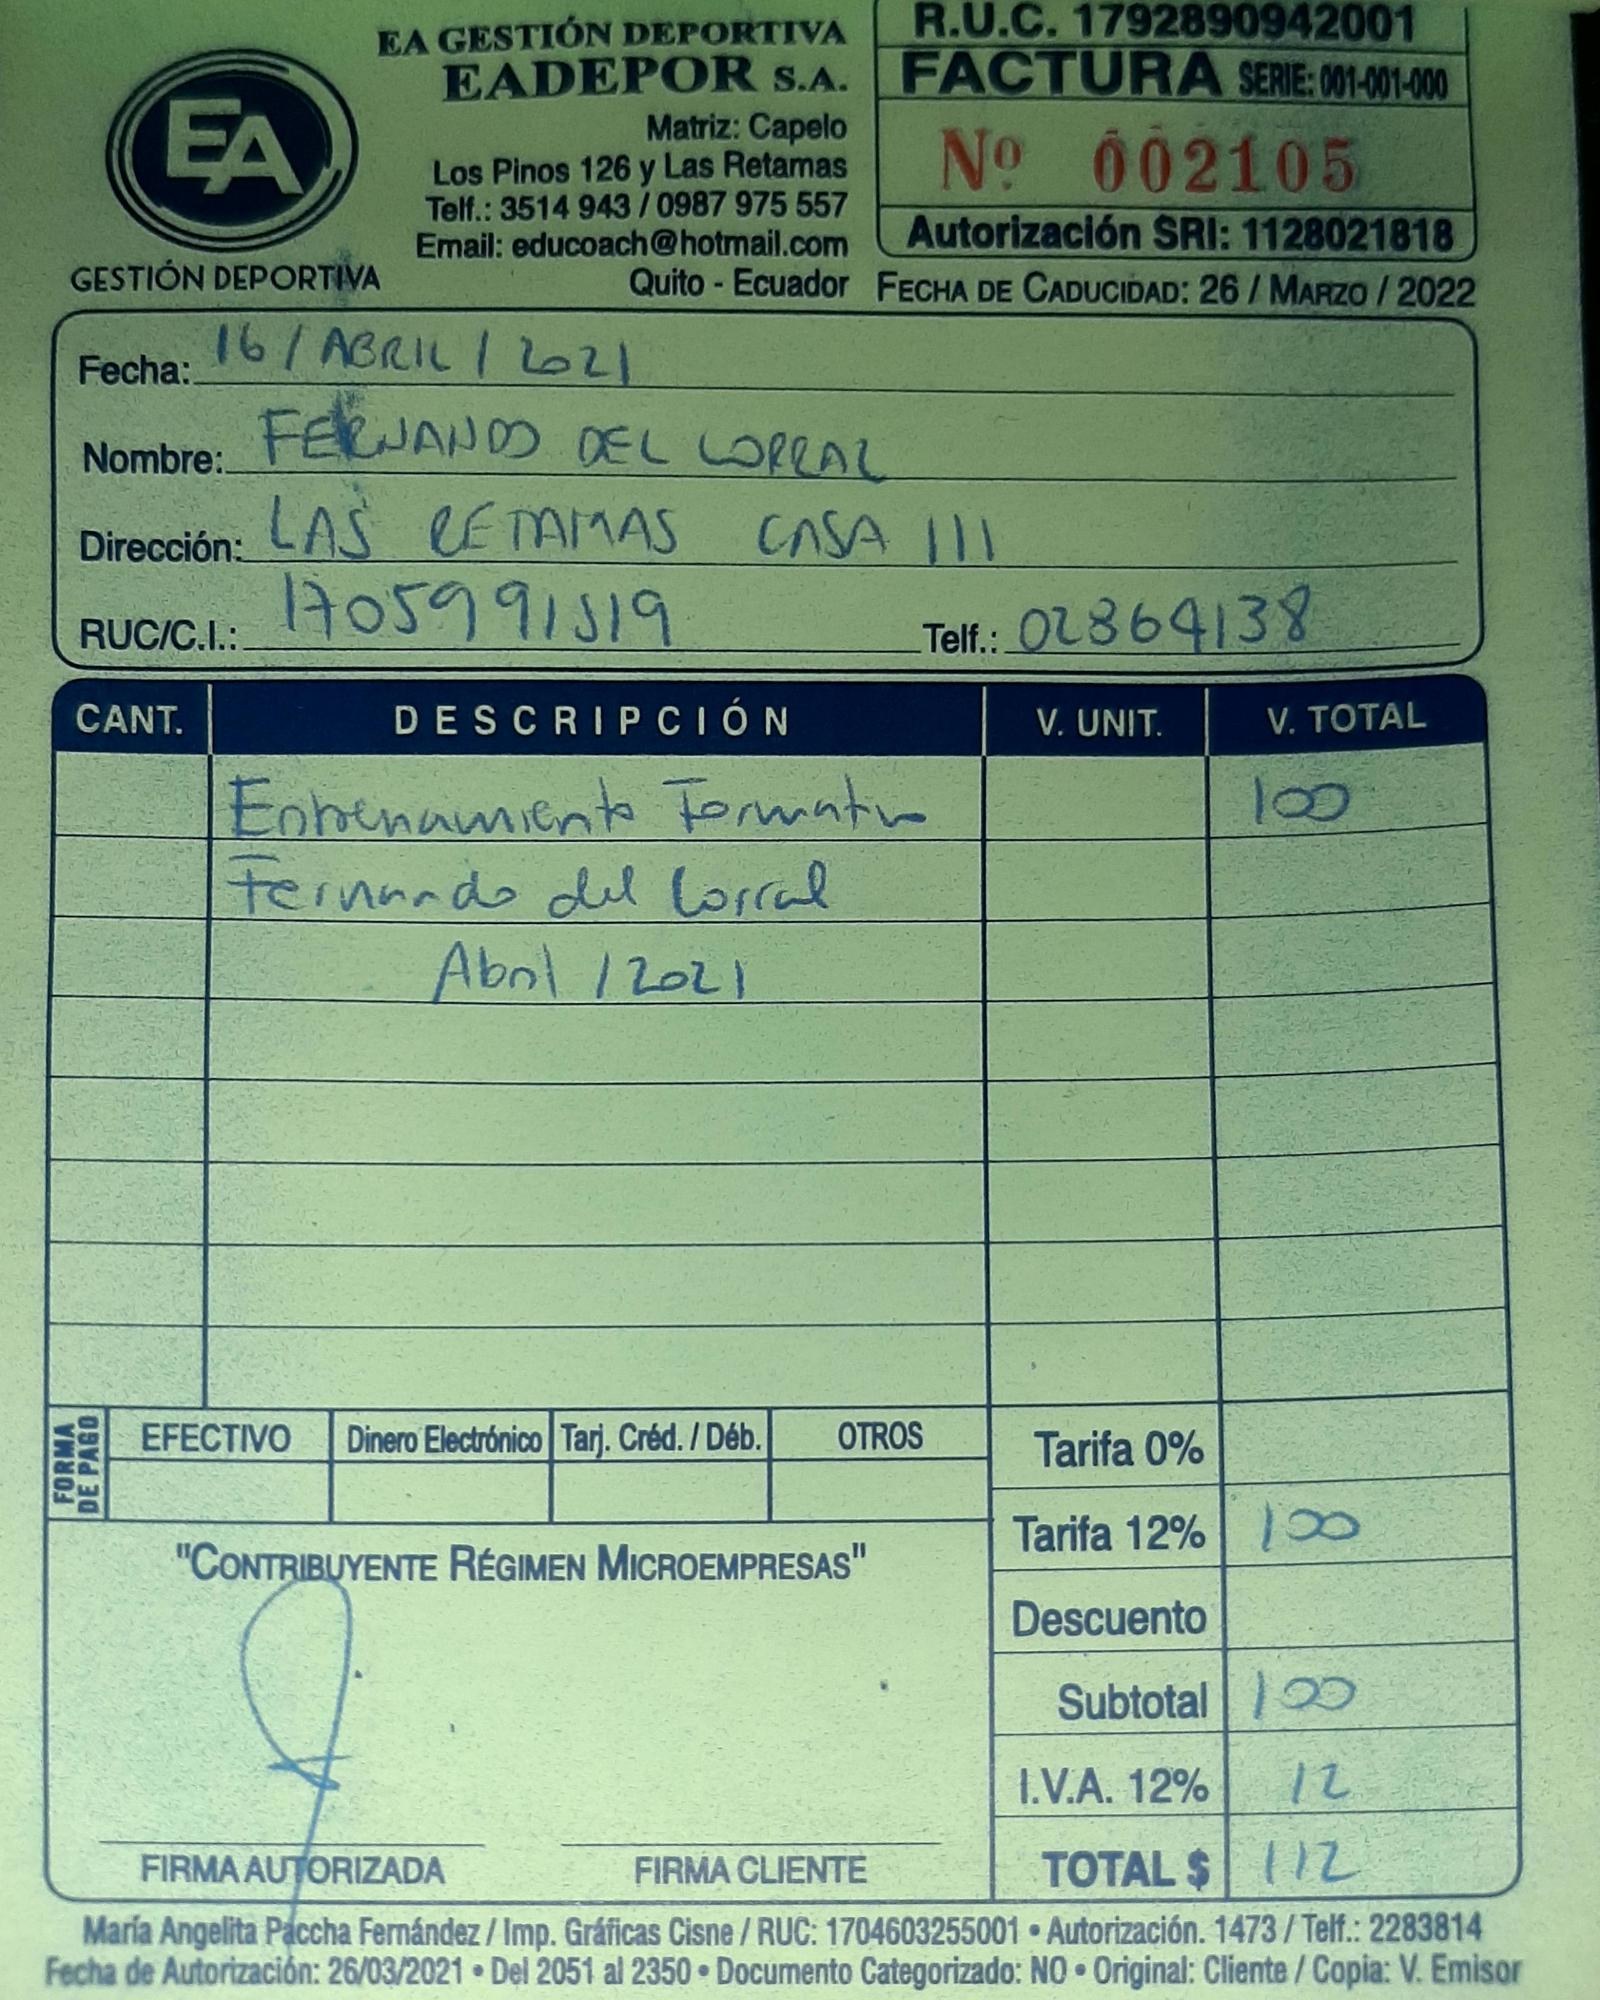 EA GESTIÓN DEPORTIVA
EADEPOR S.A.
Matriz: Capelo
Los Pinos 126 y Las Retamas
Telf.: 3514 943 / 0987 975 557
Email: educoach@hotmail.com
Quito - Ecuador
EA
GESTIÓN DEPORTIVA
R.U.C. 1792890942001
FACTURA SERIE: 001-001-000
Nº 002105
Autorización SRI: 1128021818
FECHA DE CADUCIDAD: 26 / MARZO / 2022
Fecha: 16 / ABRIL / 2021
Nombre: FERNANDO DEL CORRAL
Dirección: LAS RETAMAS CASA 111
RUC/C.I.: 1705991519 Telf.: 02864138
CANT. DESCRIPCIÓN V. UNIT. V. TOTAL
Entrenamiento Formativo 100
Fernando del Corral
Abril / 2021
FORMA DE PAGO
EFECTIVO Dinero Electrónico Tarj. Créd. / Déb. OTROS
Tarifa 0%
Tarifa 12% 100
Descuento
Subtotal 100
I.V.A. 12% 12
TOTAL $ 112
"CONTRIBUYENTE RÉGIMEN MICROEMPRESAS"
FIRMA AUTORIZADA FIRMA CLIENTE
María Angelita Paccha Fernández / Imp. Gráficas Cisne / RUC: 1704603255001 • Autorización. 1473 / Telf.: 2283814
Fecha de Autorización: 26/03/2021 • Del 2051 al 2350 • Documento Categorizado: NO • Original: Cliente / Copia: V. Emisor